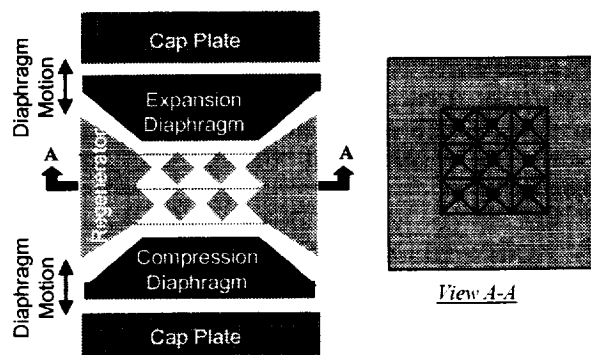 Cap Plate
Diaphragm
Motion
Expansion
Diaphragm
A
A
Regenerator
Compression
Diaphragm
Diaphragm
Motion
Cap Plate
View A-A